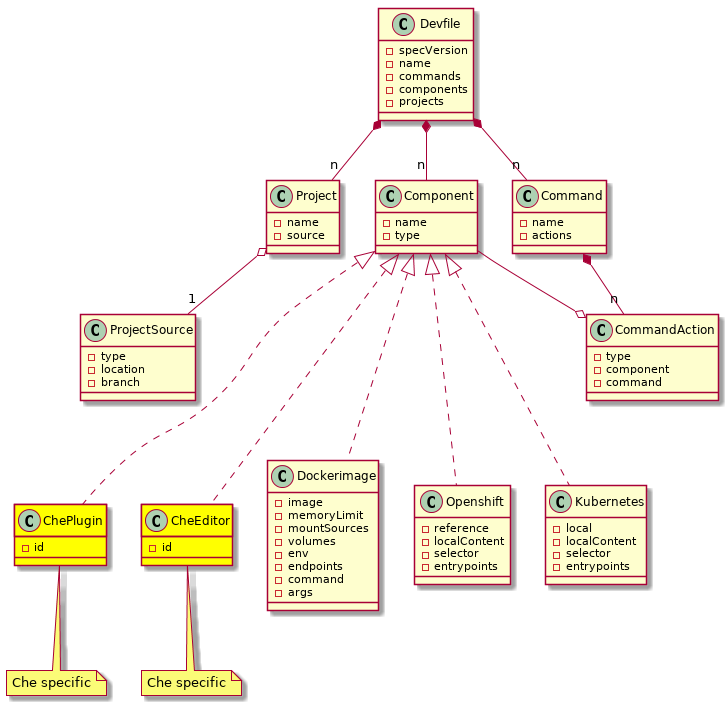 C Devfile
specVersion
name
commands
components
projects
n
n
n
C Project
name
source
C Component
name
type
C Command
name
actions
1
n
C ProjectSource
type
location
branch
C CommandAction
type
component
command
C ChePlugin
id
C CheEditor
id
C Dockerimage
image
memoryLimit
mountSources
volumes
env
endpoints
command
args
C Openshift
reference
localContent
selector
entrypoints
C Kubernetes
local
localContent
selector
entrypoints
Che specific
Che specific